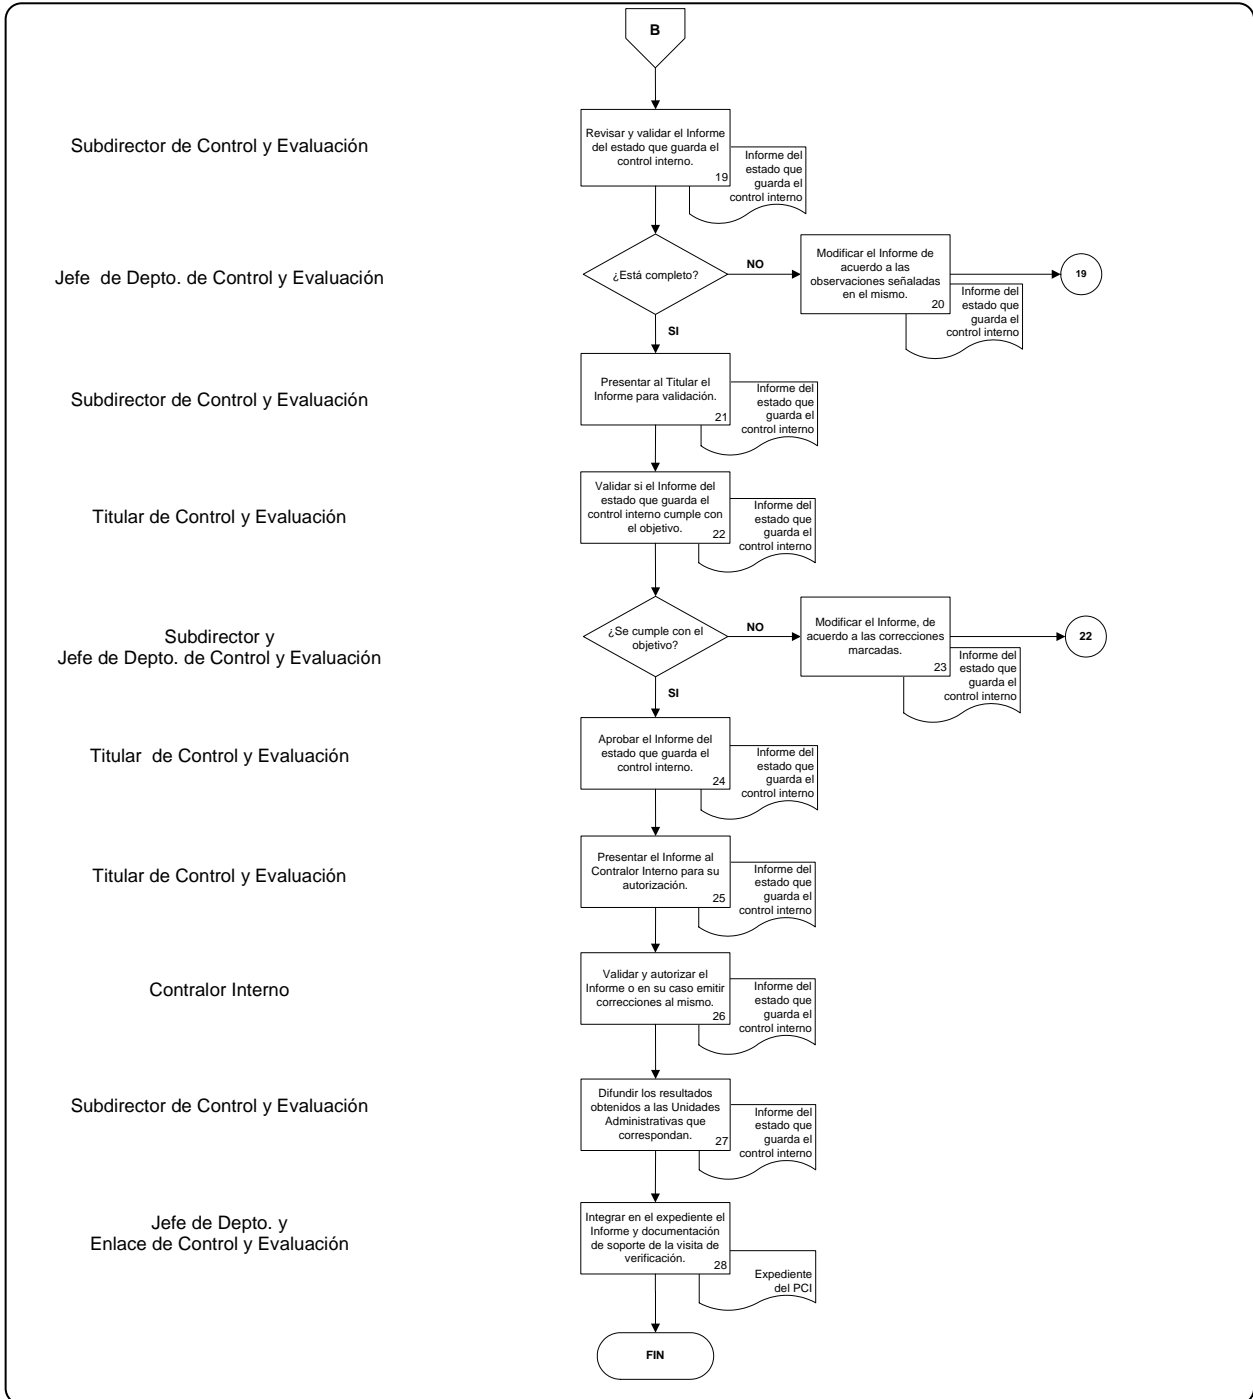 B
Subdirector de Control y Evaluación
Revisar y validar el Informe
del estado que guarda el
control interno.
19
Informe del
estado que
guarda el
control interno
Jefe  de Depto. de Control y Evaluación
¿Está completo?
NO
Modificar el Informe de
acuerdo a las
observaciones señaladas
en el mismo.
20
Informe del
estado que
guarda el
control interno
19
SI
Subdirector de Control y Evaluación
Presentar al Titular el
Informe para validación.
21
Informe del
estado que
guarda el
control interno
Titular de Control y Evaluación
Validar si el Informe del
estado que guarda el
control interno cumple con
el objetivo.
22
Informe del
estado que
guarda el
control interno
Subdirector y
Jefe de Depto. de Control y Evaluación
¿Se cumple con el
objetivo?
NO
Modificar el Informe, de
acuerdo a las correcciones
marcadas.
23
Informe del
estado que
guarda el
control interno
22
SI
Titular  de Control y Evaluación
Aprobar el Informe del
estado que guarda el
control interno.
24
Informe del
estado que
guarda el
control interno
Titular de Control y Evaluación
Presentar el Informe al
Contralor Interno para su
autorización.
25
Informe del
estado que
guarda el
control interno
Contralor Interno
Validar y autorizar el
Informe o en su caso emitir
correcciones al mismo.
26
Informe del
estado que
guarda el
control interno
Subdirector de Control y Evaluación
Difundir los resultados
obtenidos a las Unidades
Administrativas que
correspondan.
27
Informe del
estado que
guarda el
control interno
Jefe de Depto. y
Enlace de Control y Evaluación
Integrar en el expediente el
Informe y documentación
de soporte de la visita de
verificación.
28
Expediente
del PCI
FIN